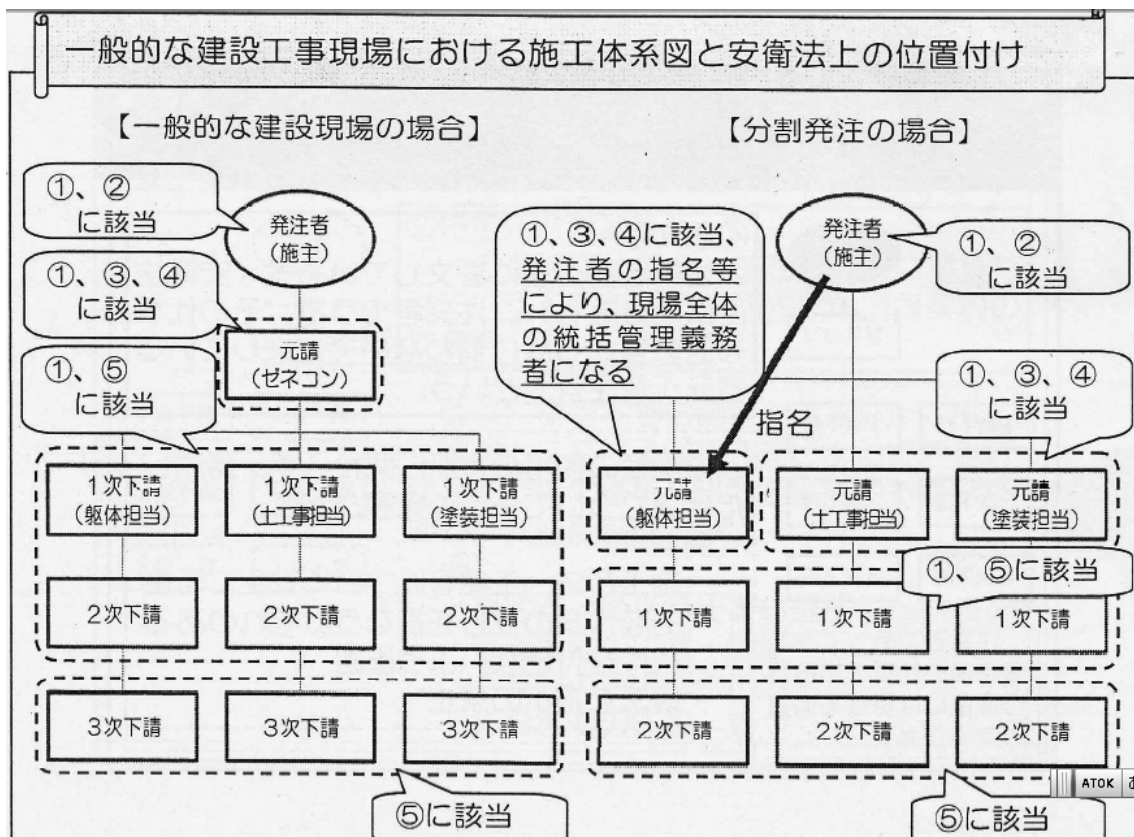 一般的な建設工事現場における施工体系図と安衛法上の位置付け
【一般的な建設現場の場合】
①、②
に該当
発注者
(施主)
①、③、④
に該当
元請
(ゼネコン)
①、⑤
に該当
1次下請
(躯体担当)
1次下請
(土工事担当)
1次下請
(塗装担当)
2次下請
2次下請
2次下請
3次下請
3次下請
3次下請
⑤に該当
【分割発注の場合】
①、③、④に該当、
発注者の指名等
により、現場全体
の統括管理義務
者になる
発注者
(施主)
①、②
に該当
指名
①、③、④
に該当
元請
(躯体担当)
元請
(土工事担当)
元請
(塗装担当)
①、⑤に該当
1次下請
1次下請
1次下請
2次下請
2次下請
2次下請
⑤に該当
ATOK